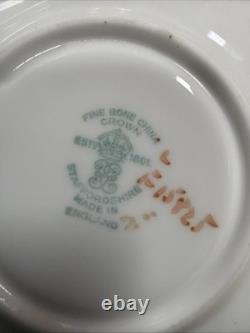 FINE BONE CHINA
CROWN
ESTD 1801
STAFFORDSHIRE
MADE IN
ENGLAND